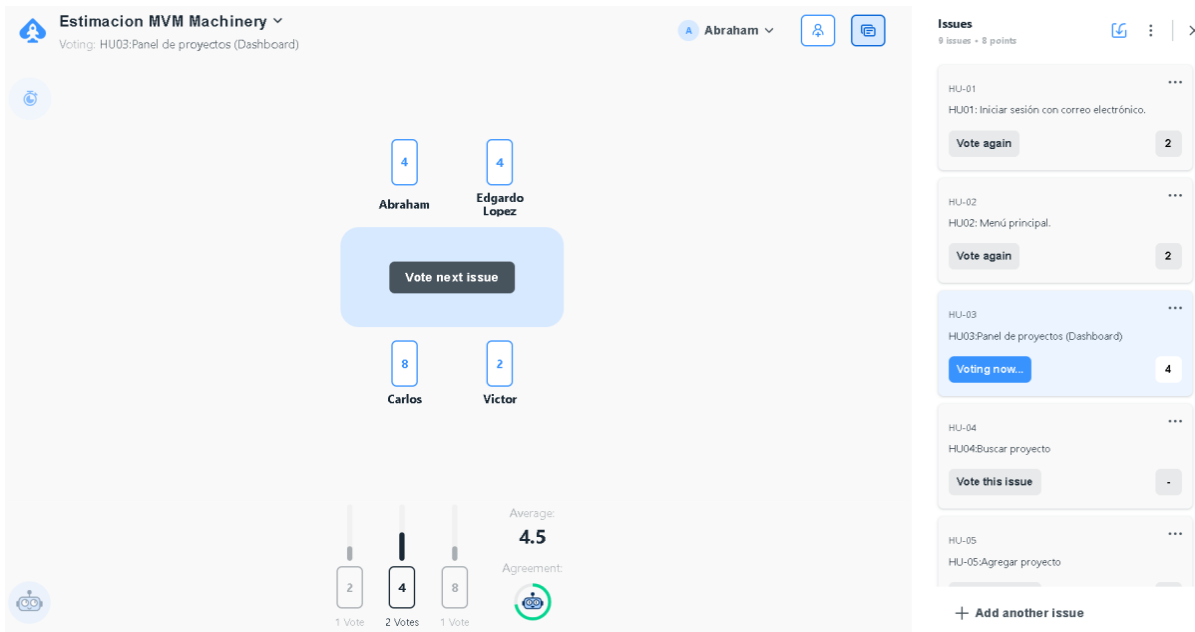 Estimacion MVM Machinery
Voting: HU03:Panel de proyectos (Dashboard)
A Abraham
4
4
Abraham
Edgardo
Lopez
Vote next issue
8
2
Carlos
Victor
2
4
8
1 Vote
2 Votes
1 Vote
Average:
4.5
Agreement:
Issues
9 issues • 8 points
HU-01
HU01: Iniciar sesión con correo electrónico.
Vote again
2
HU-02
HU02: Menú principal.
Vote again
2
HU-03
HU03:Panel de proyectos (Dashboard)
Voting now...
4
HU-04
HU04:Buscar proyecto
Vote this issue
-
HU-05
HU-05:Agregar proyecto
Add another issue